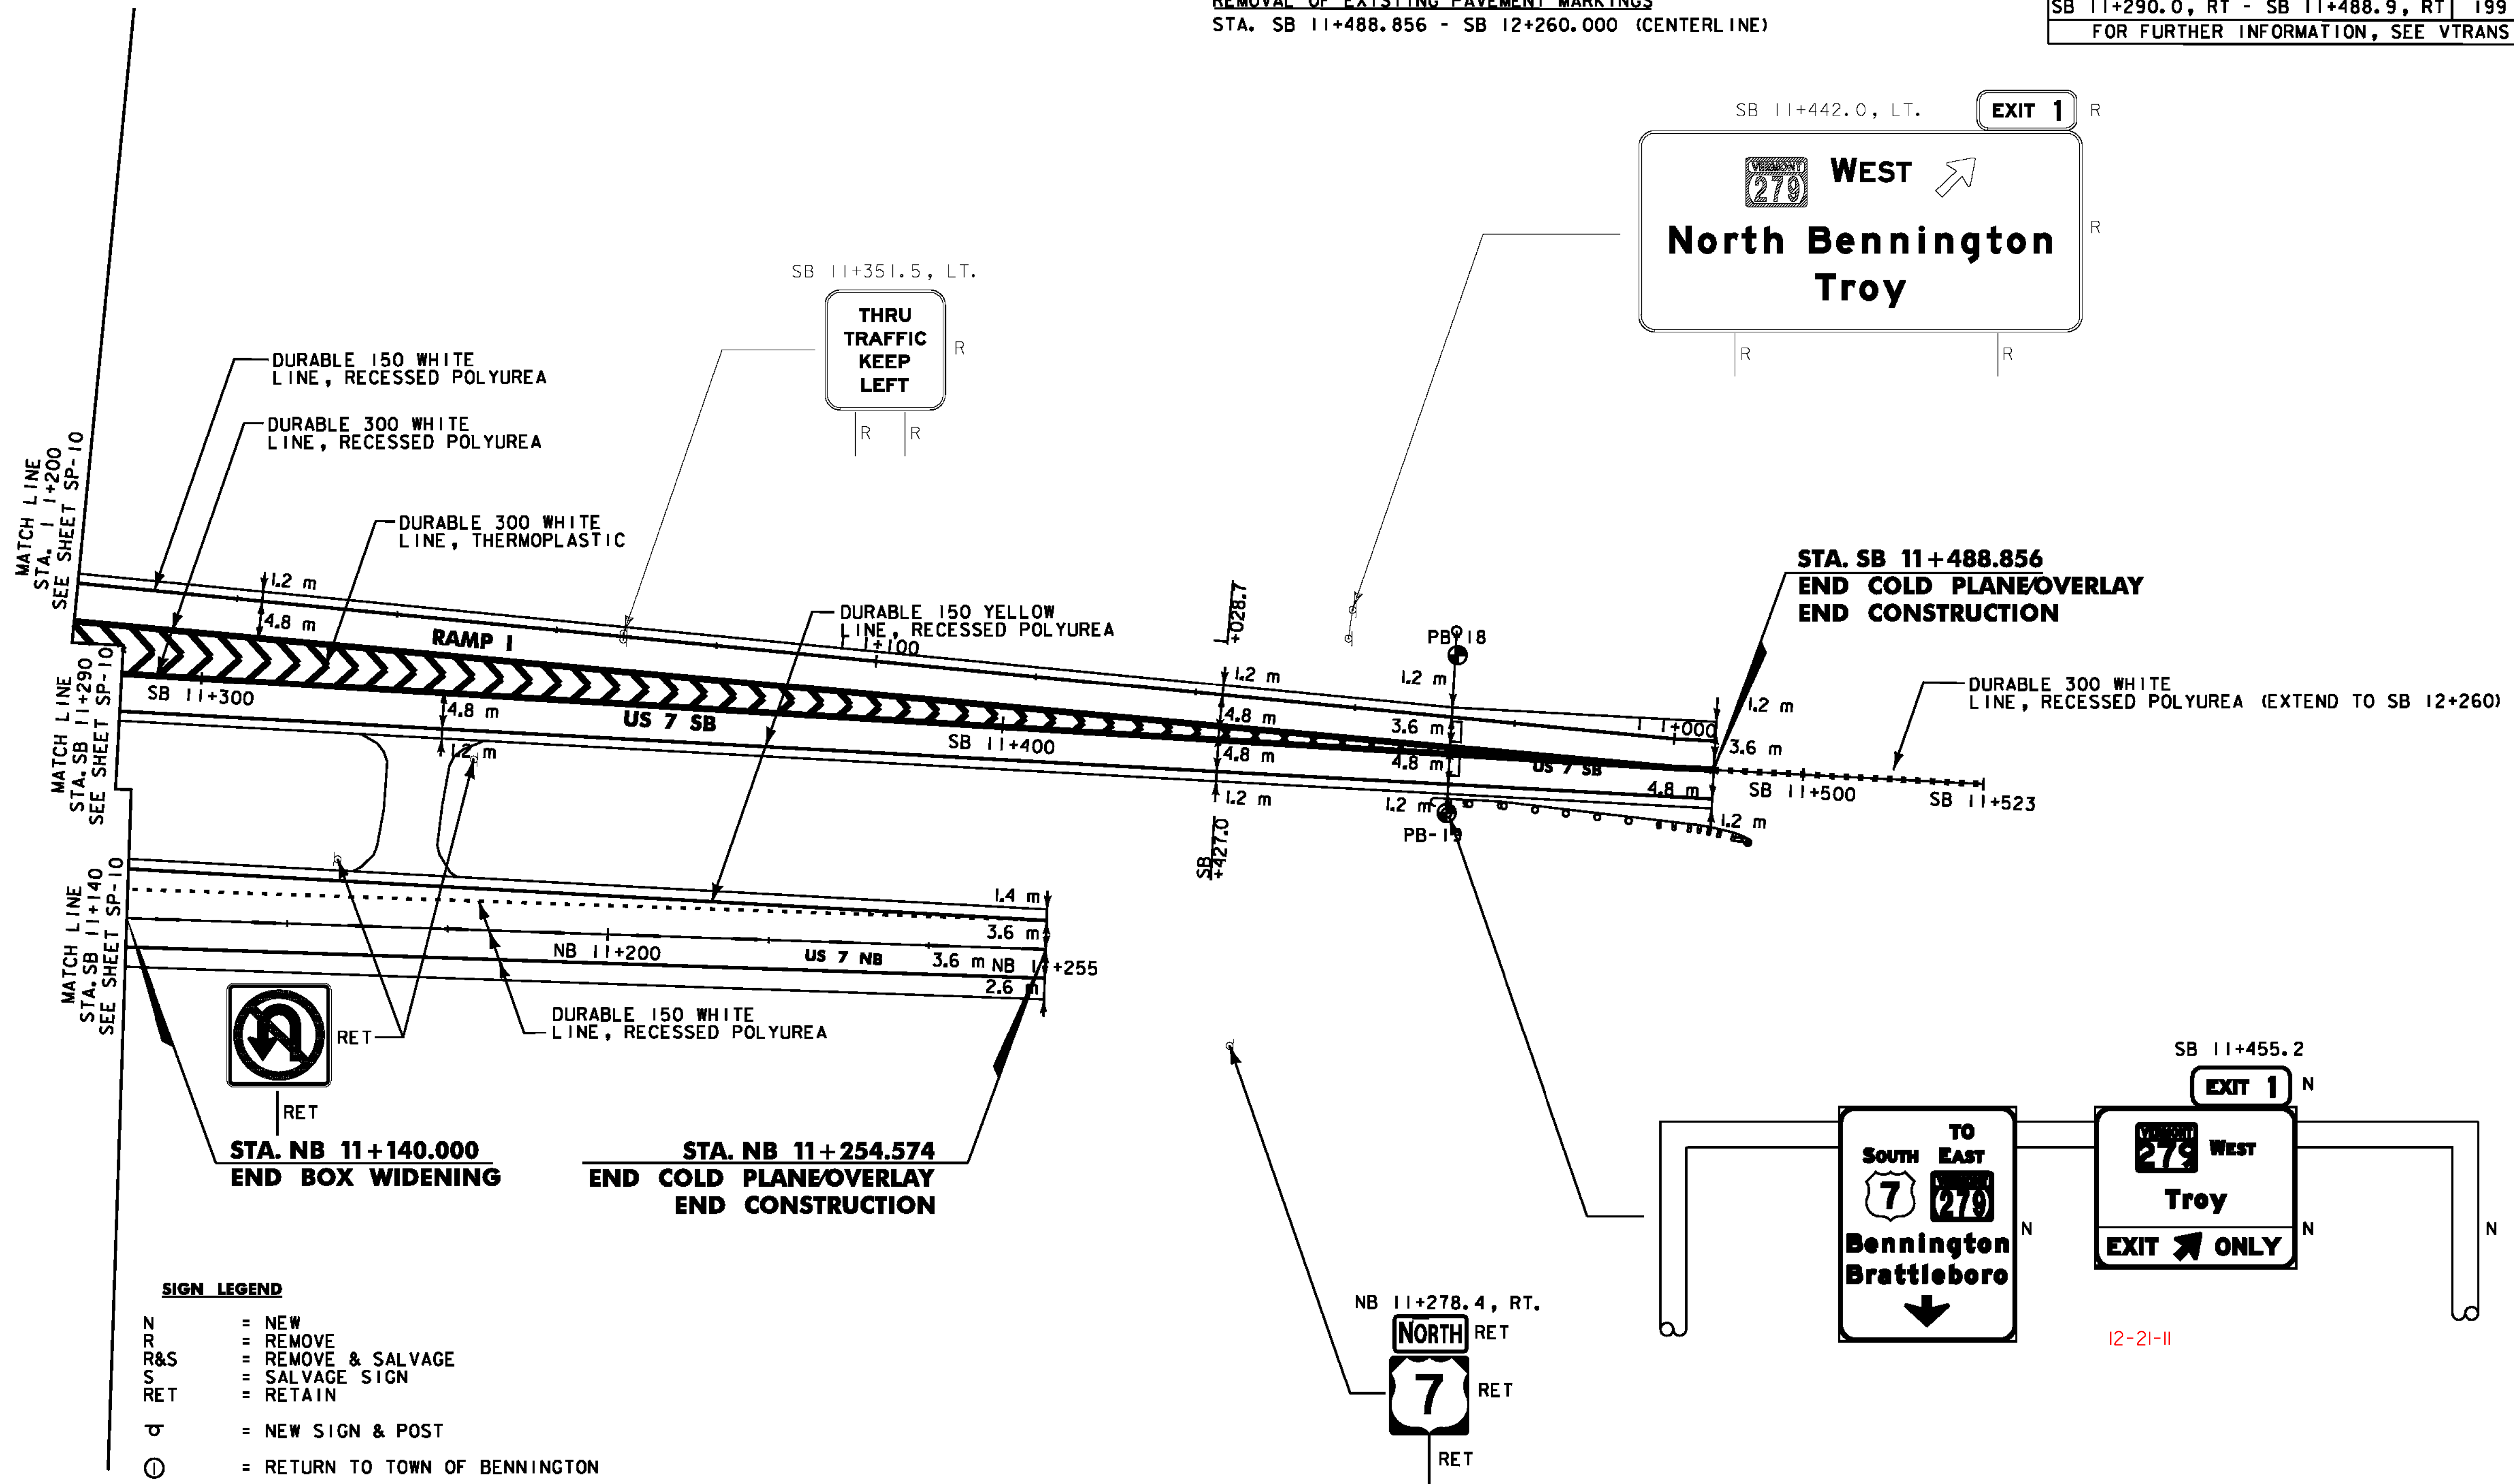 REMOVAL OF EXISTING PAVEMENT MARKINGS
STA. SB 11+488.856 - SB 12+260.000 (CENTERLINE)
SB 11+290.0, RT - SB 11+488.9, RT 199
FOR FURTHER INFORMATION, SEE VTRANS
SB 11+442.0, LT.
EXIT 1 R
VERMONT 279 WEST
North Bennington
Troy
R
R R
SB 11+351.5, LT.
THRU
TRAFFIC
KEEP
LEFT
R
R R
DURABLE 150 WHITE
LINE, RECESSED POLYUREA
DURABLE 300 WHITE
LINE, RECESSED POLYUREA
DURABLE 300 WHITE
LINE, THERMOPLASTIC
MATCH LINE
STA. 1 1+200
SEE SHEET SP-10
1.2 m
4.8 m
RAMP 1
DURABLE 150 YELLOW
LINE, RECESSED POLYUREA
1 1+100
1
+028.7
PB-18
STA. SB 11+488.856
END COLD PLANE/OVERLAY
END CONSTRUCTION
DURABLE 300 WHITE
LINE, RECESSED POLYUREA (EXTEND TO SB 12+260)
MATCH LINE
STA. SB 11+290
SEE SHEET SP-10
SB 11+300
4.8 m
1.2 m
US 7 SB
SB 11+400
1.2 m
4.8 m
4.8 m
1.2 m
SB
+427.0
1.2 m
3.6 m
4.8 m
1.2 m
PB-19
US 7 SB
1 1+000
1.2 m
3.6 m
4.8 m
1.2 m
SB 11+500
SB 11+523
MATCH LINE
STA. SB 11+140
SEE SHEET SP-10
1.4 m
3.6 m
NB 11+200
US 7 NB
3.6 m
NB 1 +255
2.6 m
DURABLE 150 WHITE
LINE, RECESSED POLYUREA
RET
RET
STA. NB 11+140.000
END BOX WIDENING
STA. NB 11+254.574
END COLD PLANE/OVERLAY
END CONSTRUCTION
SB 11+455.2
EXIT 1 N
TO
SOUTH EAST
7 VERMONT 279
Bennington
Brattleboro
N
VERMONT 279 WEST
Troy
EXIT ONLY
N
N
12-21-11
NB 11+278.4, RT.
NORTH RET
7 RET
RET
SIGN LEGEND
N = NEW
R = REMOVE
R&S = REMOVE & SALVAGE
S = SALVAGE SIGN
RET = RETAIN
= NEW SIGN & POST
1 = RETURN TO TOWN OF BENNINGTON